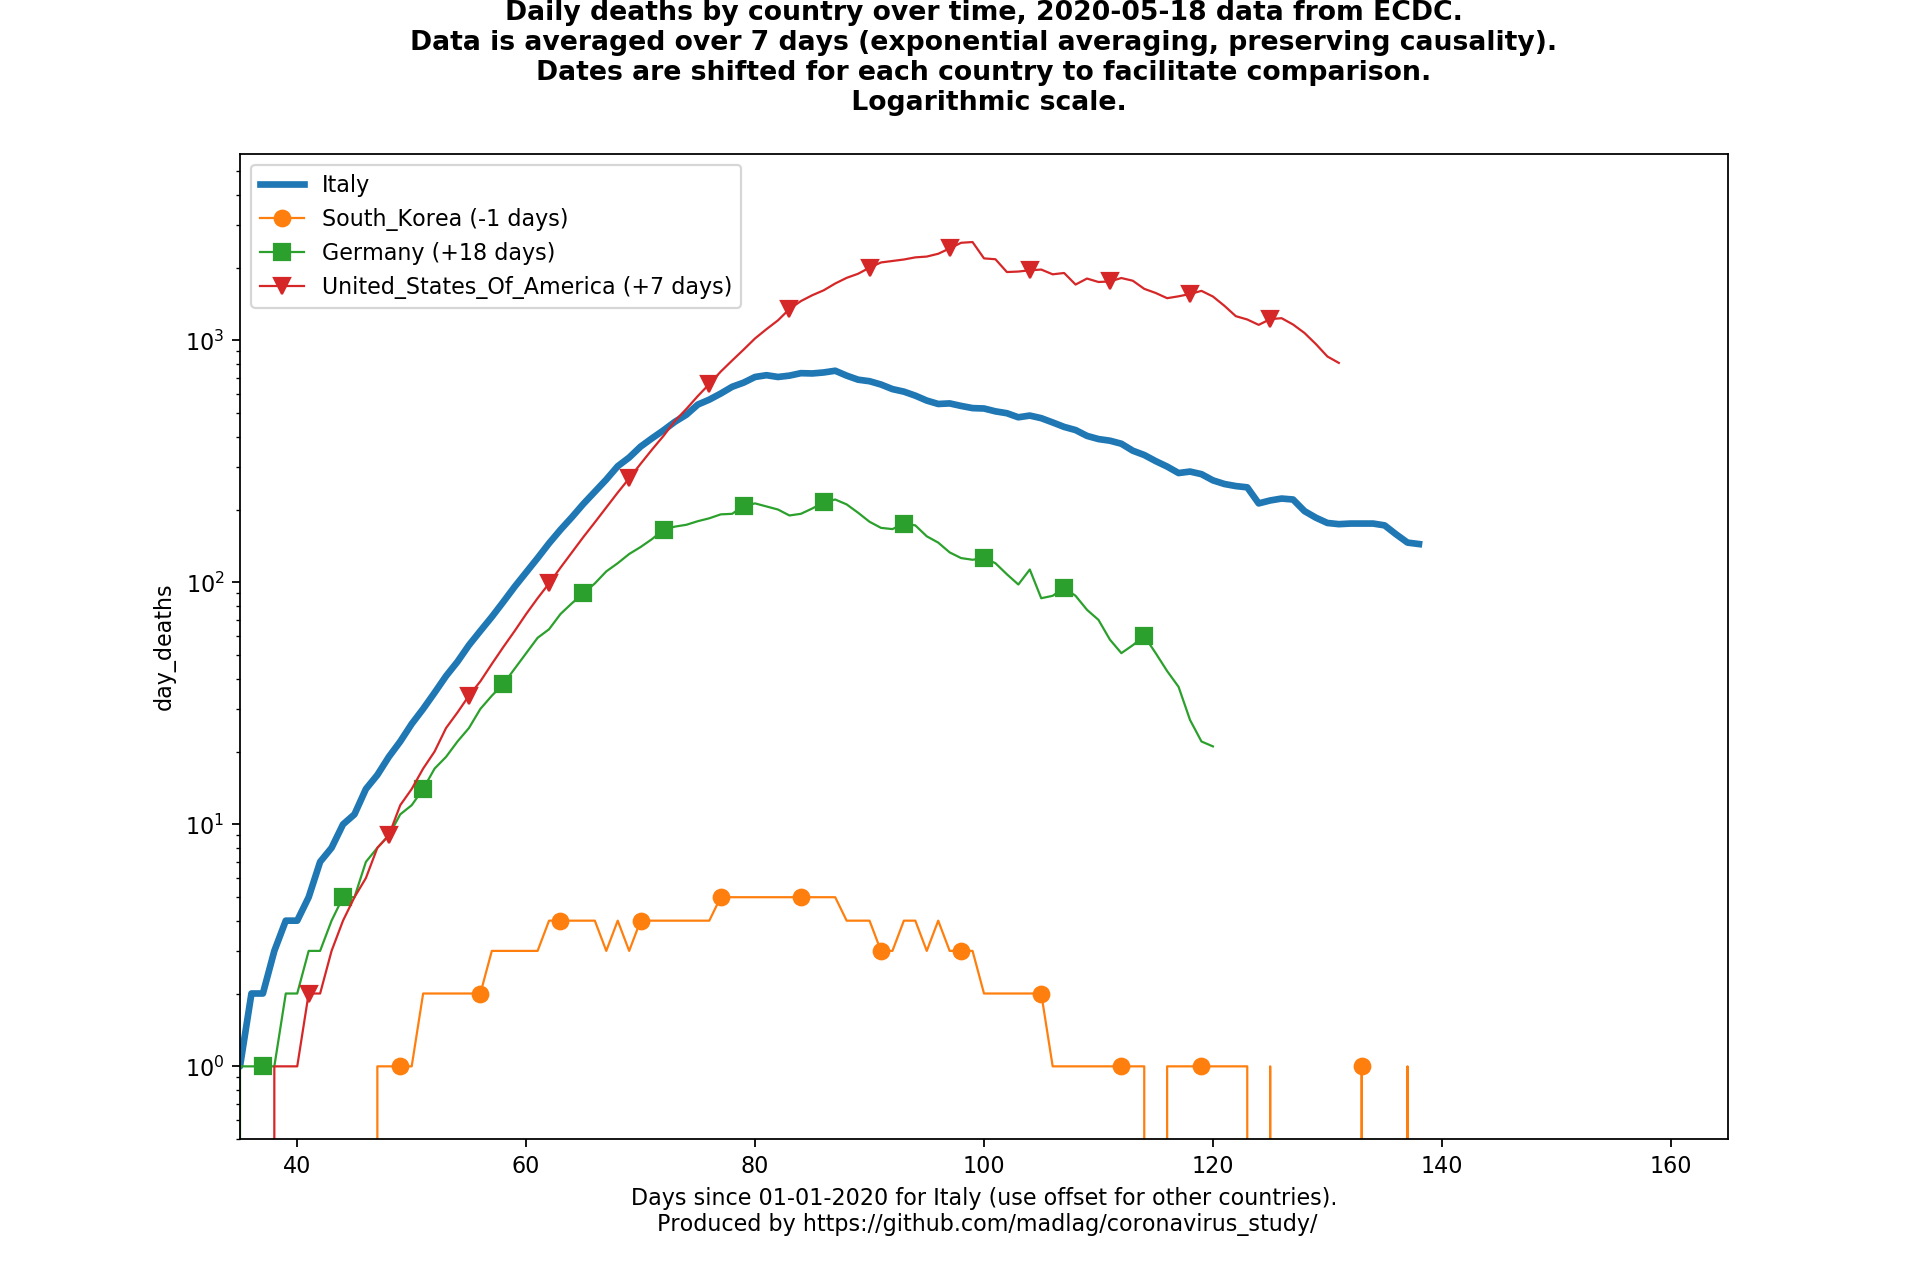 Daily deaths by country over time, 2020-05-18 data from ECDC.
Data is averaged over 7 days (exponential averaging, preserving causality).
Dates are shifted for each country to facilitate comparison.
Logarithmic scale.
Italy
South_Korea (-1 days)
Germany (+18 days)
United_States_Of_America (+7 days)
10³
10²
10¹
10⁰
day_deaths
40 60 80 100 120 140 160
Days since 01-01-2020 for Italy (use offset for other countries).
Produced by https://github.com/madlag/coronavirus_study/